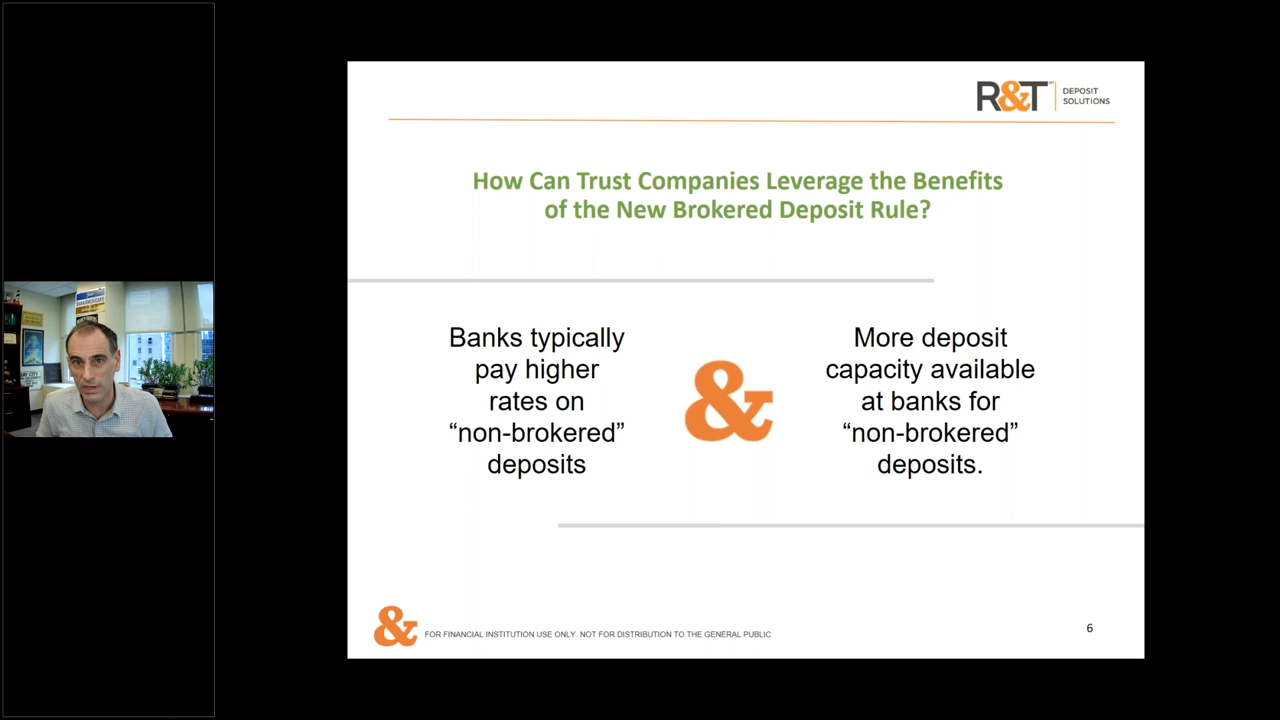 R&T
DEPOSIT
SOLUTIONS
How Can Trust Companies Leverage the Benefits
of the New Brokered Deposit Rule?
Banks typically
pay higher
rates on
“non-brokered”
deposits
&
More deposit
capacity available
at banks for
“non-brokered”
deposits.
&
FOR FINANCIAL INSTITUTION USE ONLY. NOT FOR DISTRIBUTION TO THE GENERAL PUBLIC
6